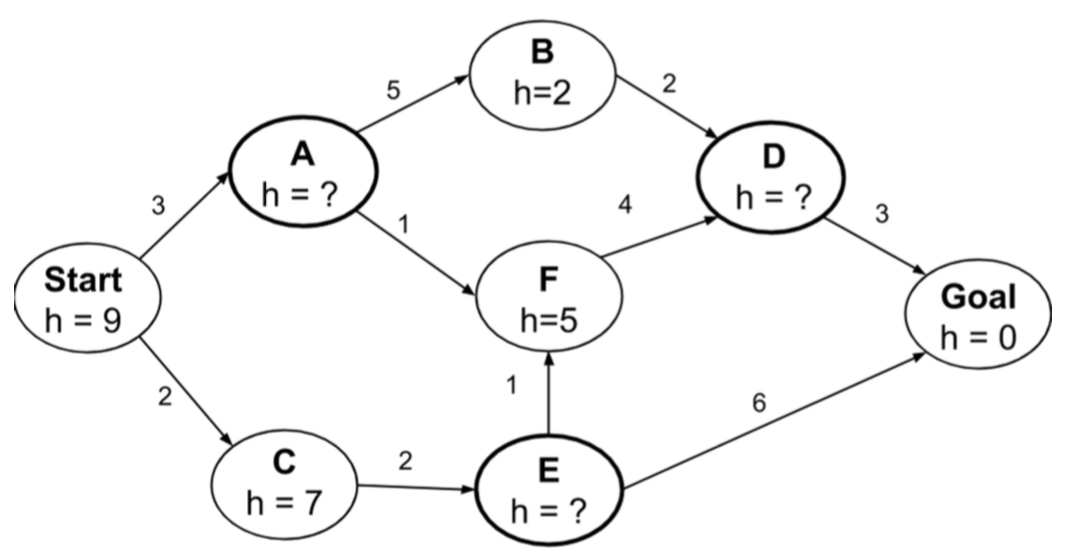 B
h=2
5
2
A
h = ?
D
h = ?
3
1
4
3
Start
h = 9
F
h=5
Goal
h = 0
2
1
6
C
h = 7
2
E
h = ?